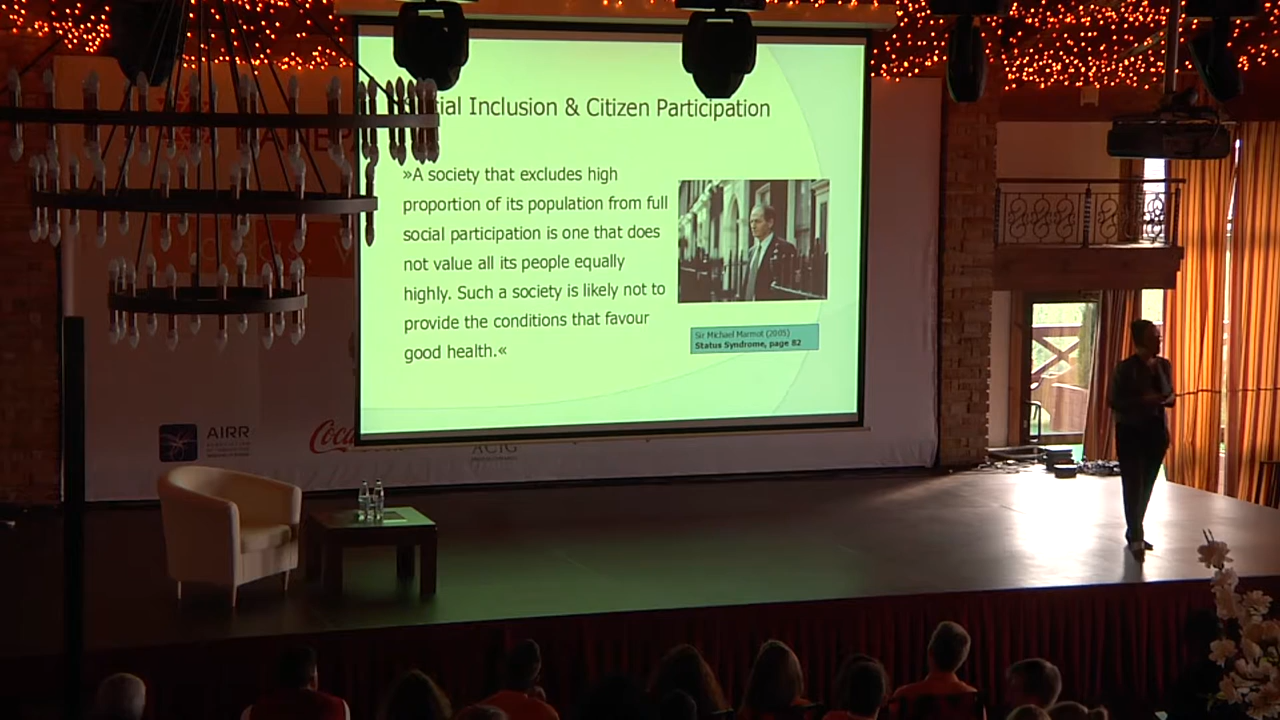 ial Inclusion & Citizen Participation
»A society that excludes high
proportion of its population from full
social participation is one that does
not value all its people equally
highly. Such a society is likely not to
provide the conditions that favour
good health.«
Sir Michael Marmot (2005)
Status Syndrome, page 82
AIRR
Coca
ACIG